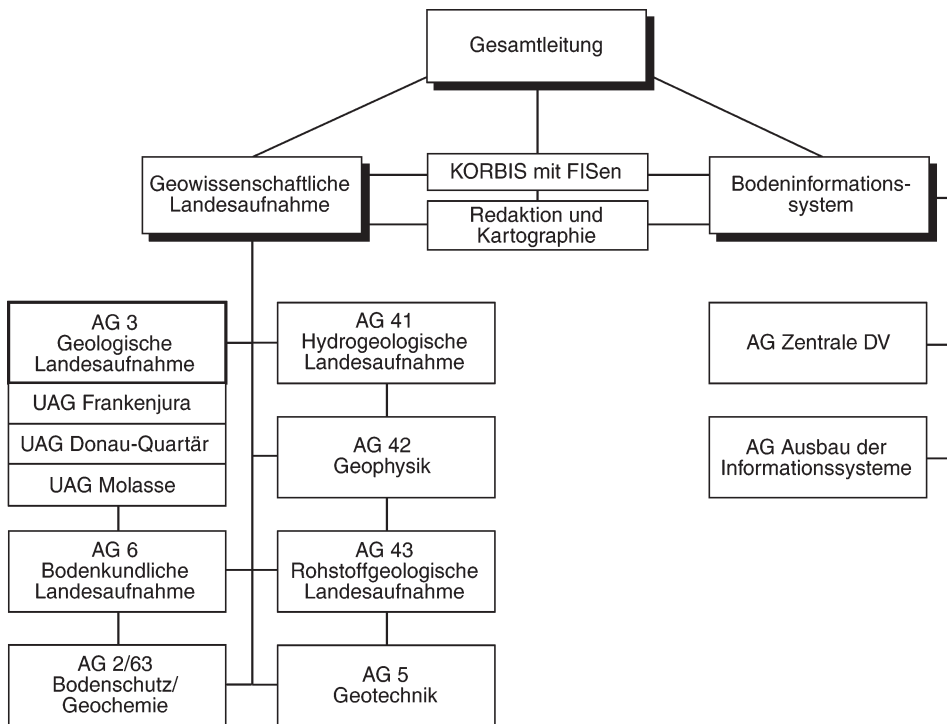 Gesamtleitung
Geowissenschaftliche
Landesaufnahme
KORBIS mit FISen
Redaktion und
Kartographie
Bodeninformations-
system
AG 3
Geologische
Landesaufnahme
UAG Frankenjura
UAG Donau-Quartär
UAG Molasse
AG 6
Bodenkundliche
Landesaufnahme
AG 2/63
Bodenschutz/
Geochemie
AG 41
Hydrogeologische
Landesaufnahme
AG 42
Geophysik
AG 43
Rohstoffgeologische
Landesaufnahme
AG 5
Geotechnik
AG Zentrale DV
AG Ausbau der
Informationssysteme